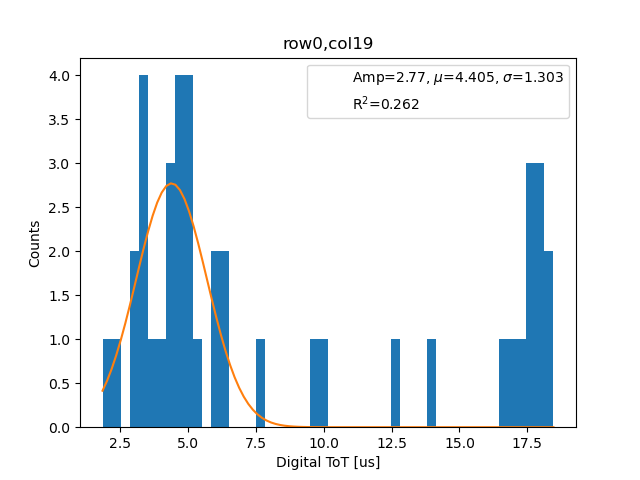 row0,col19
Amp=2.77, μ=4.405, σ=1.303
R²=0.262
Counts
4.0
3.5
3.0
2.5
2.0
1.5
1.0
0.5
0.0
2.5 5.0 7.5 10.0 12.5 15.0 17.5
Digital ToT [us]